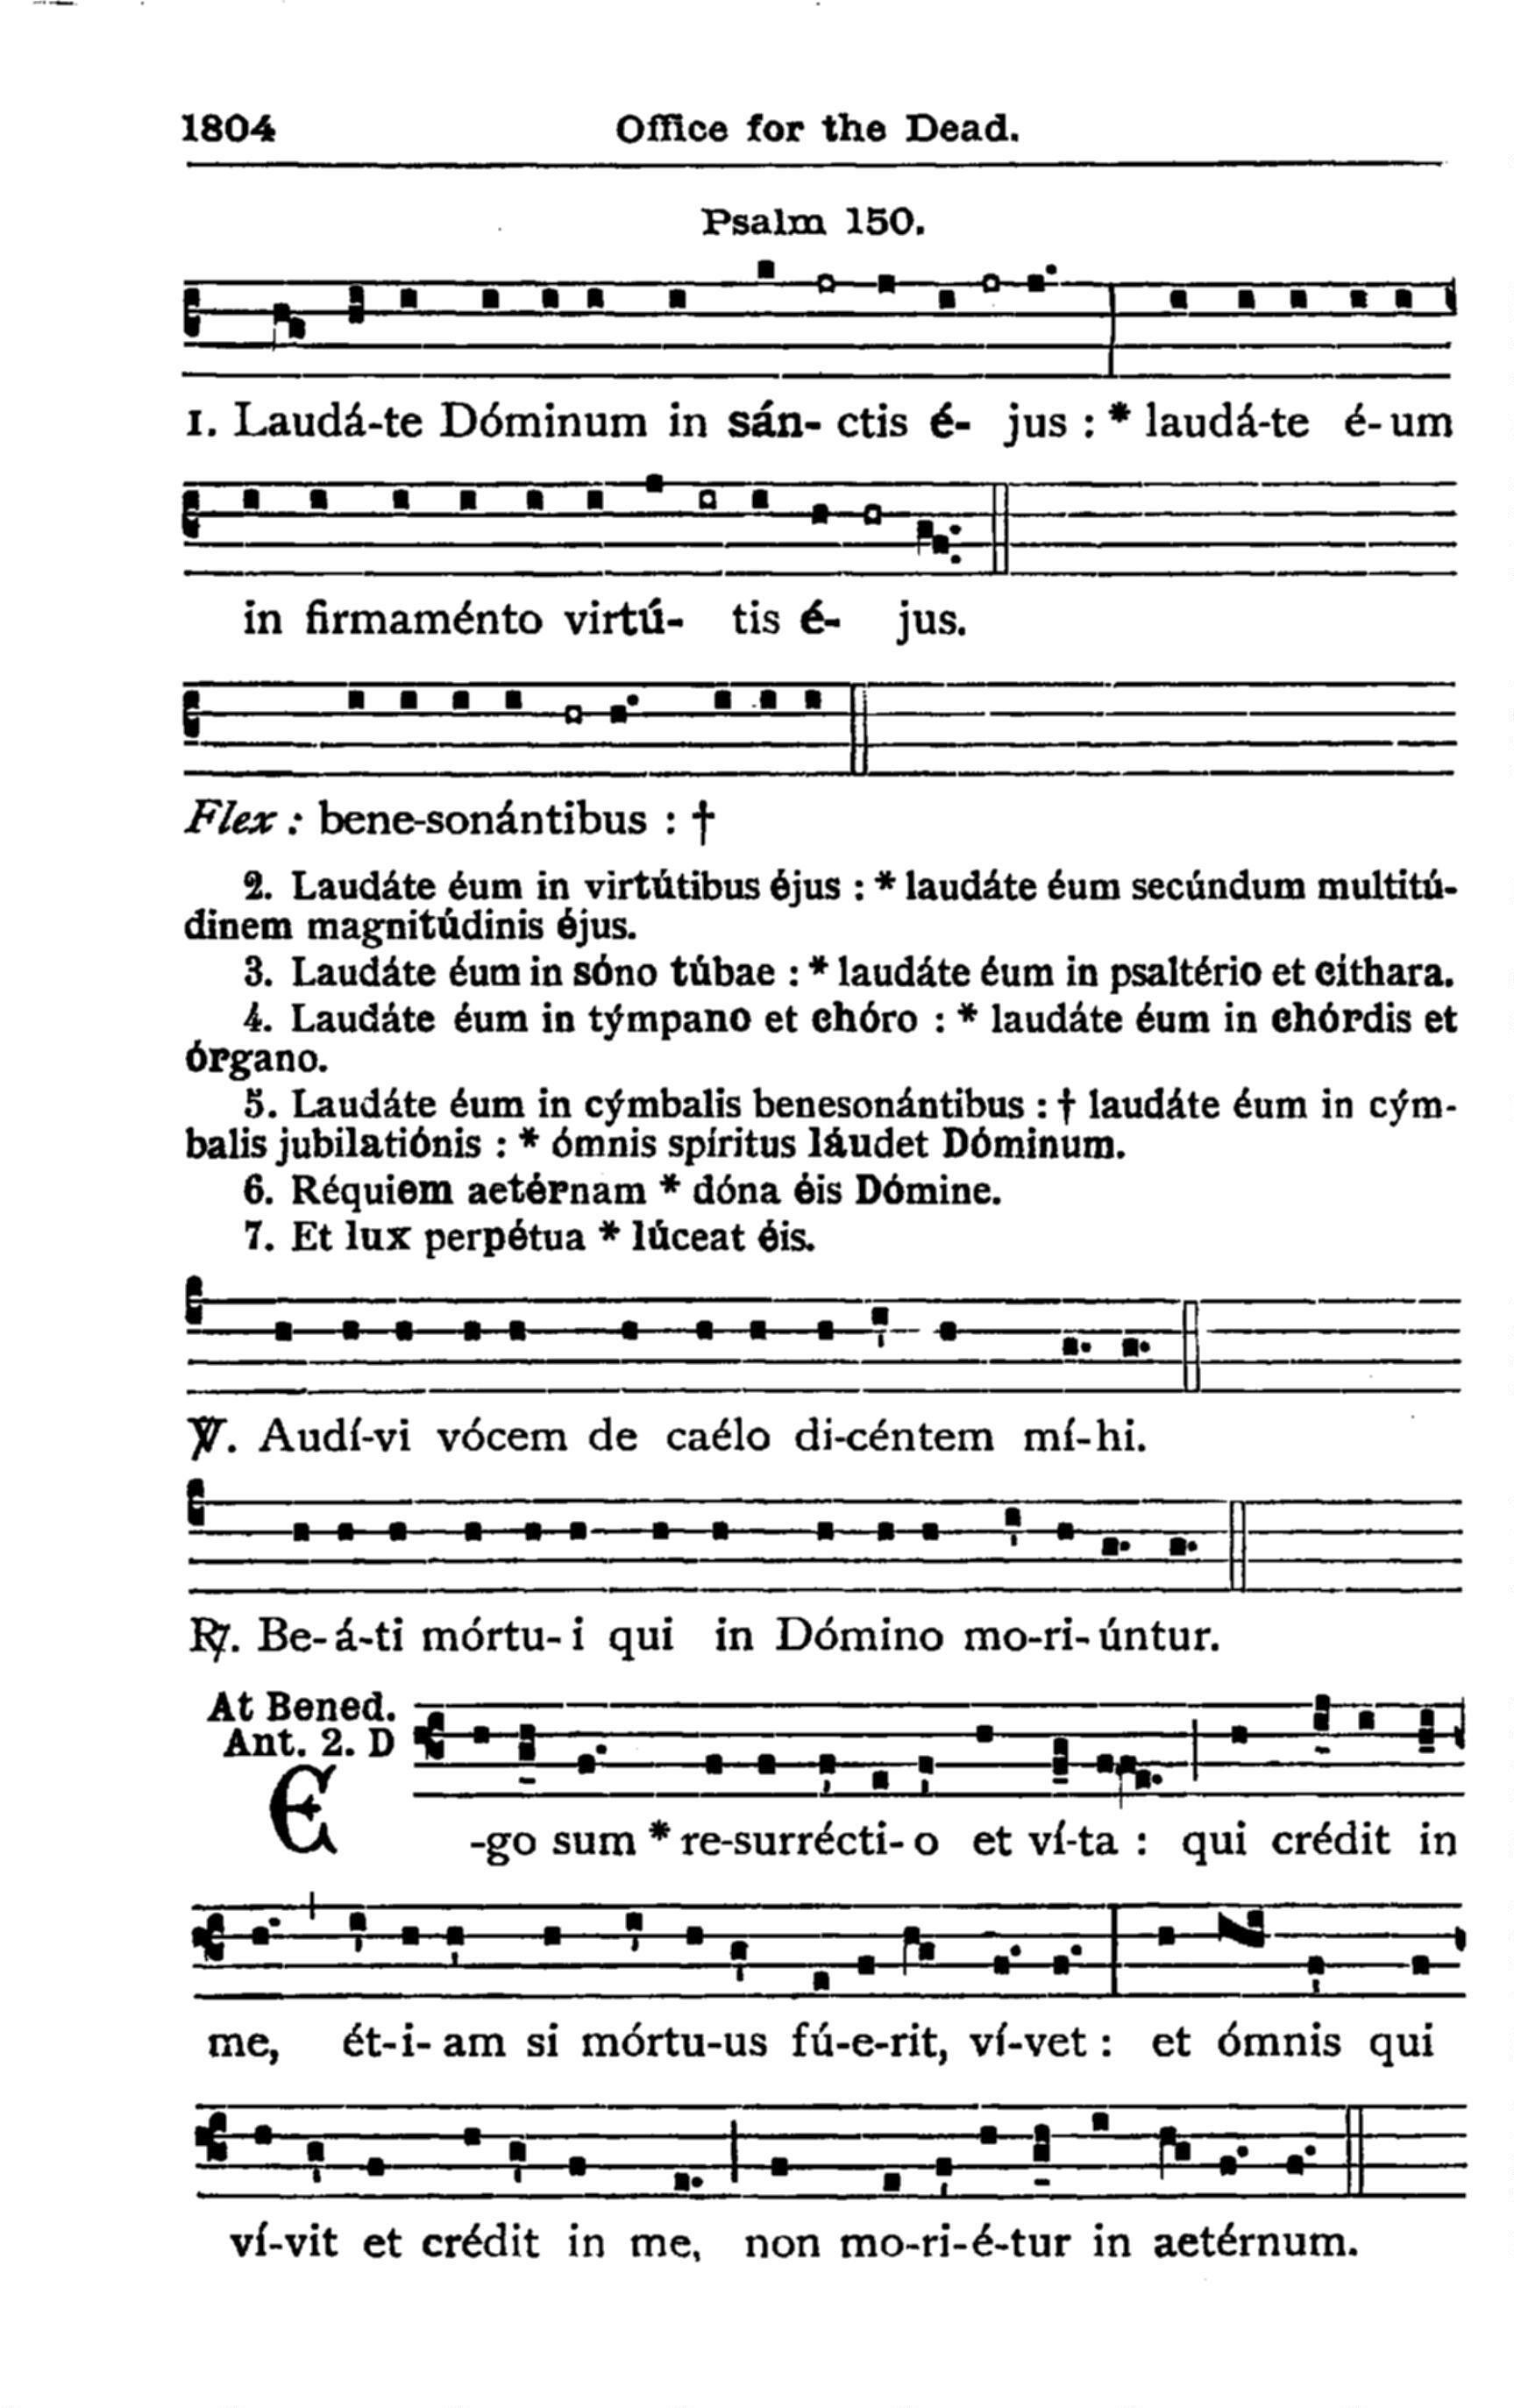 1804 Office for the Dead.
Psalm 150.
1. Laudá-te Dóminum in sán- ctis é- jus : * laudá-te é-um
in firmaménto virtú- tis é- jus.
Flex : bene-sonántibus : †
2. Laudáte éum in virtútibus éjus : * laudáte éum secúndum multitú-
dinem magnitúdinis éjus.
3. Laudáte éum in sóno túbae : * laudáte éum in psaltério et cíthara.
4. Laudáte éum in týmpano et chóro : * laudáte éum in chórdis et
órgano.
5. Laudáte éum in cýmbalis benesonántibus : † laudáte éum in cým-
balis jubilatiónis : * ómnis spíritus láudet Dóminum.
6. Réquiem aetérnam * dóna éis Dómine.
7. Et lux perpétua * lúceat éis.
℣. Audí-vi vócem de caélo di-céntem mí-hi.
℟. Be-á-ti mórtu-i qui in Dómino mo-ri-úntur.
At Bened.
Ant. 2. D
E-go sum * re-surrécti-o et ví-ta : qui crédit in
me, ét-i-am si mórtu-us fú-e-rit, ví-vet : et ómnis qui
ví-vit et crédit in me, non mo-ri-é-tur in aetérnum.